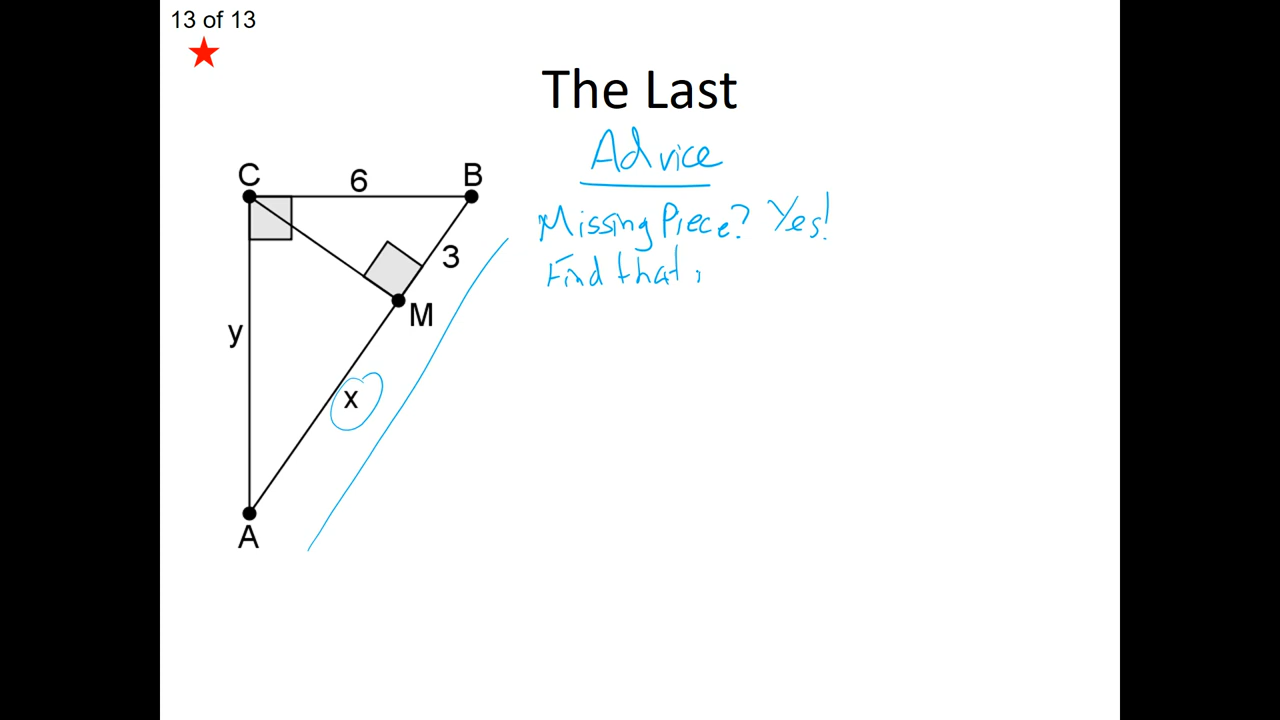 13 of 13
The Last
Advice
Missing Piece? Yes!
Find that
C
6
B
3
M
y
x
A